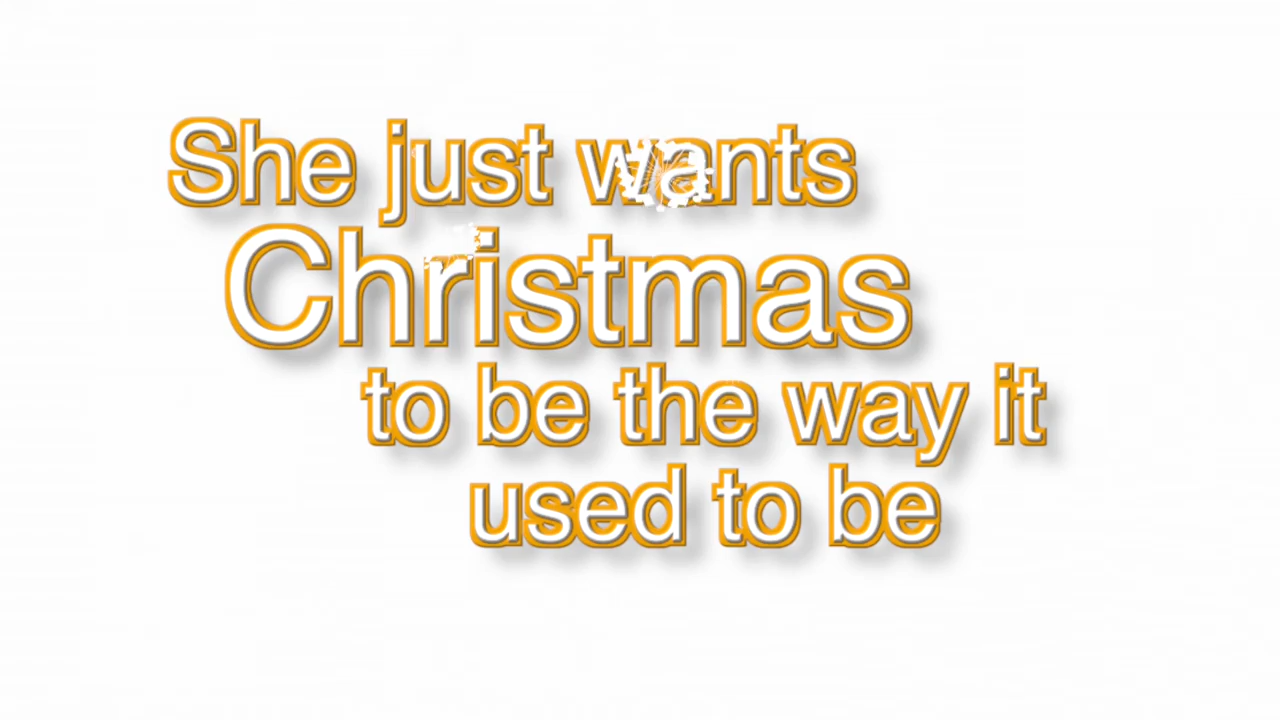 She just wants
Christmas
to be the way it
used to be